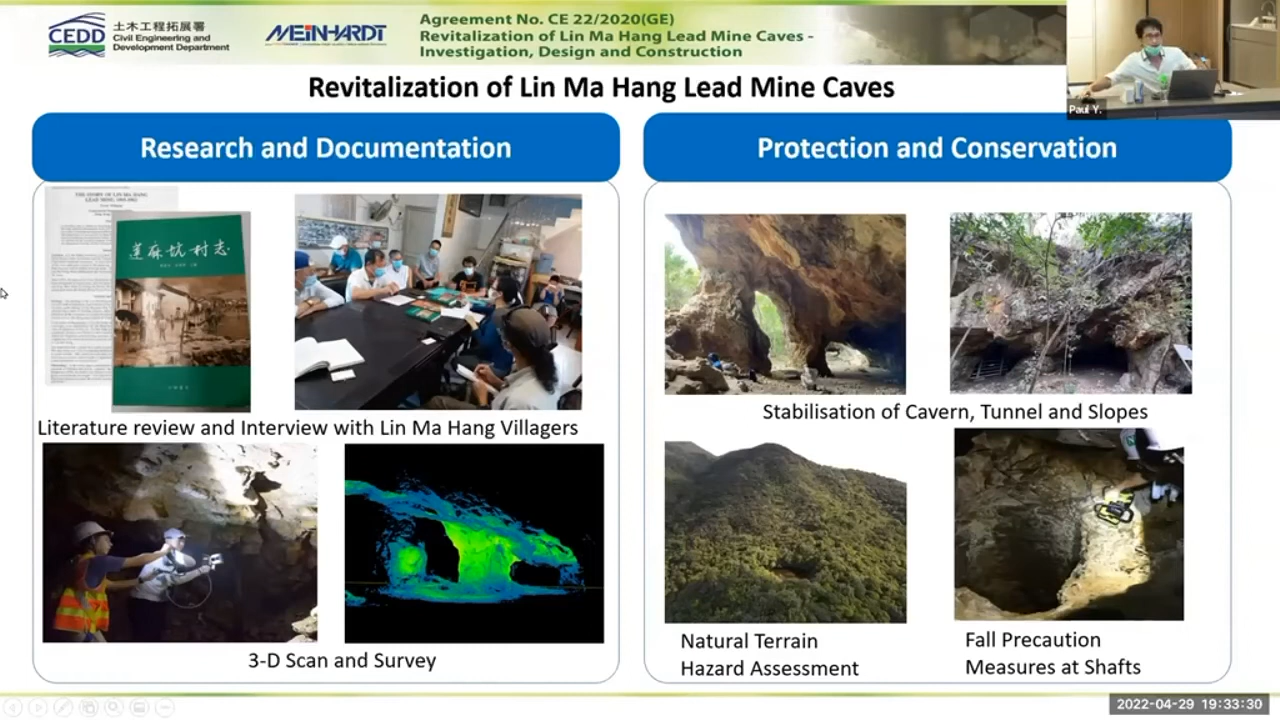 CEDD
土木工程拓展署
Civil Engineering and
Development Department
MEINHARDT
Agreement No. CE 22/2020(GE)
Revitalization of Lin Ma Hang Lead Mine Caves -
Investigation, Design and Construction
Paul Y.
Revitalization of Lin Ma Hang Lead Mine Caves
Research and Documentation
THE STORY OF LIN MA HANG
LEAD MINE, 1915-1962
蓮麻坑村志
Literature review and Interview with Lin Ma Hang Villagers
3-D Scan and Survey
Protection and Conservation
Stabilisation of Cavern, Tunnel and Slopes
Natural Terrain
Hazard Assessment
Fall Precaution
Measures at Shafts
2022-04-29 19:33:30